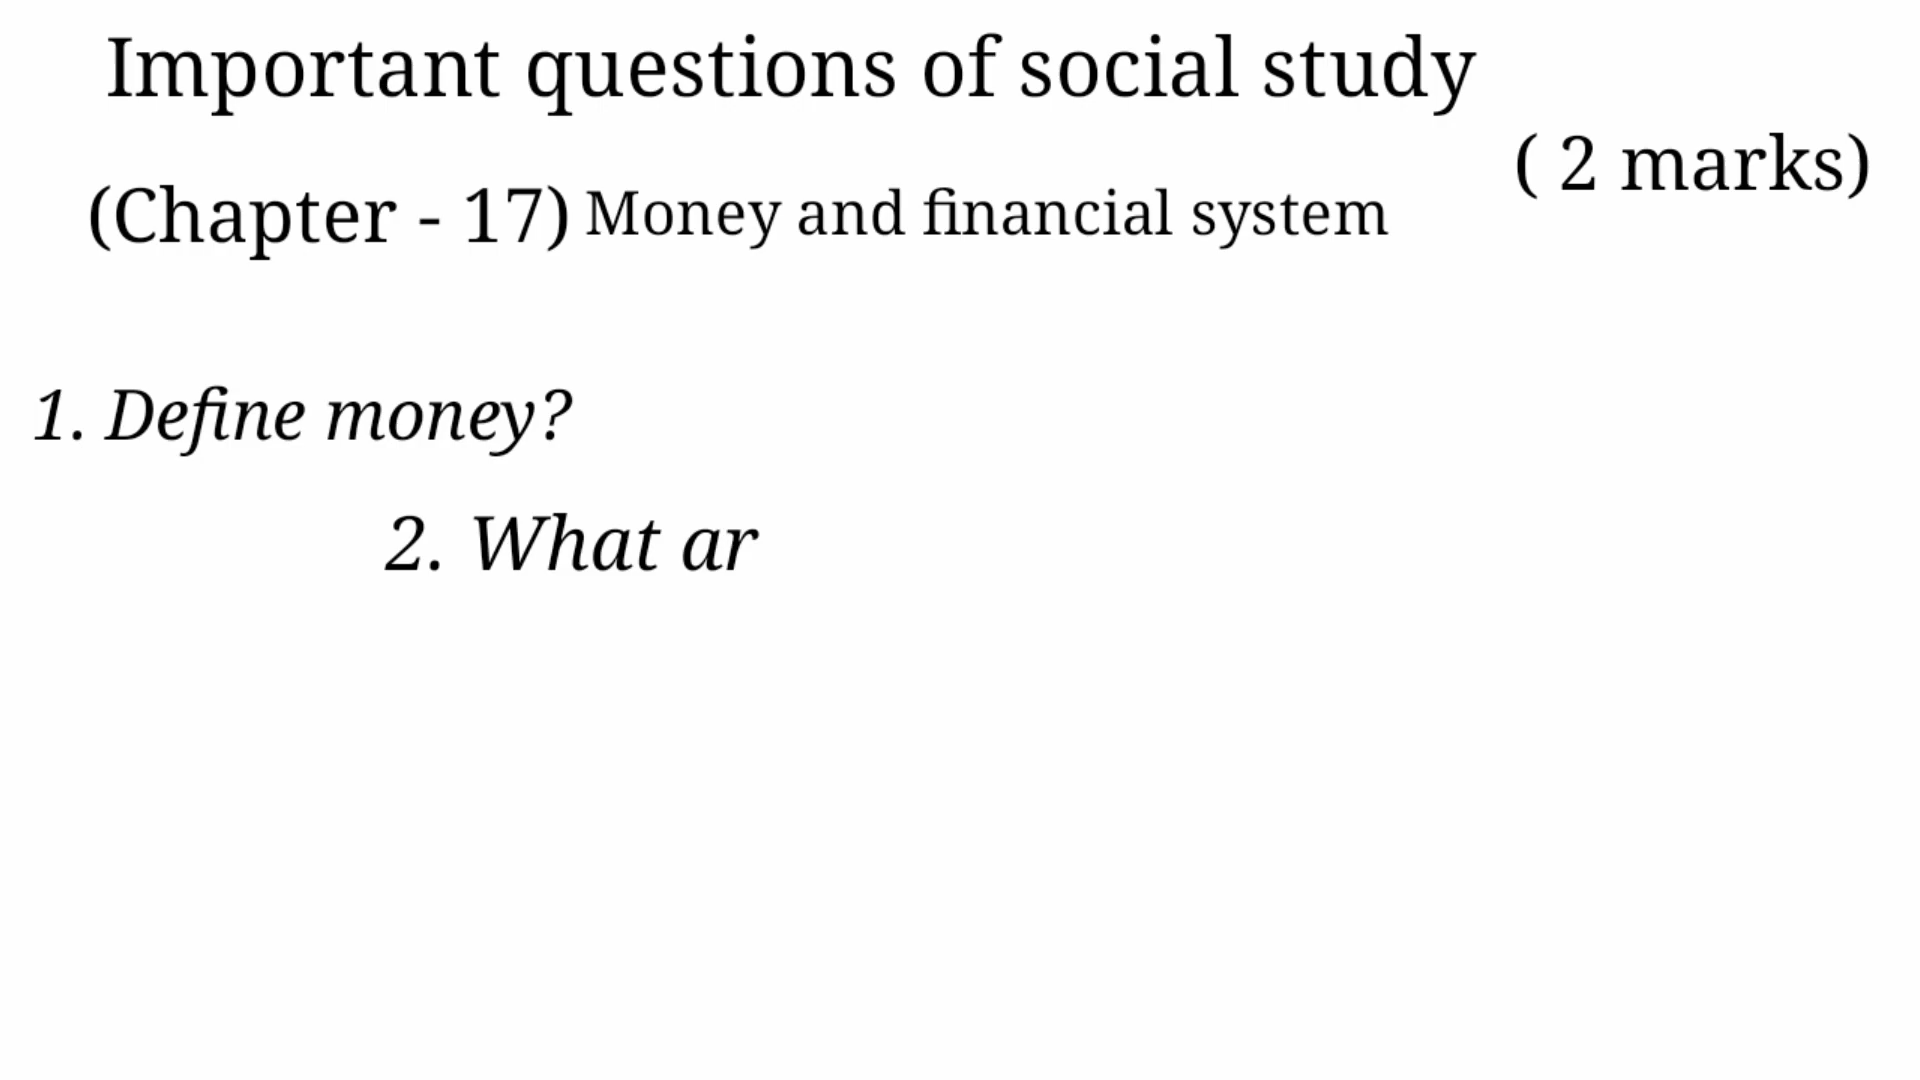 Important questions of social study
( 2 marks)
(Chapter - 17) Money and financial system
1. Define money?
2. What ar